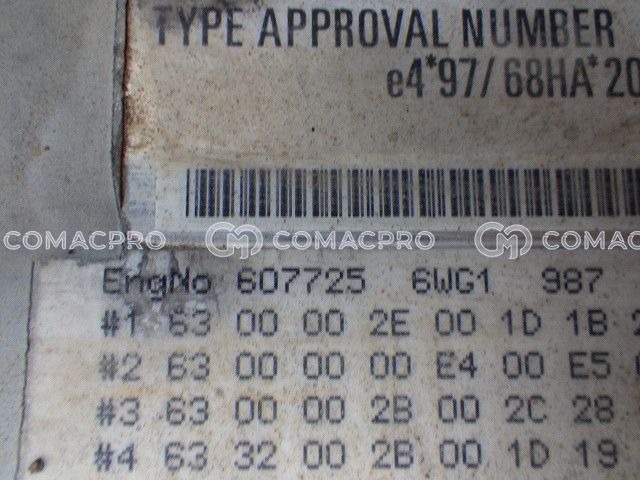 TYPE APPROVAL NUMBER
e4*97/68HA*20
COMACPRO COMACPRO COMACPRO
EngNo 607725 6WG1 987
#1 63 00 00 2E 00 1D 1B
#2 63 00 00 00 E4 00 E5
#3 63 00 00 2B 00 2C 28
#4 63 32 00 2B 00 1D 19